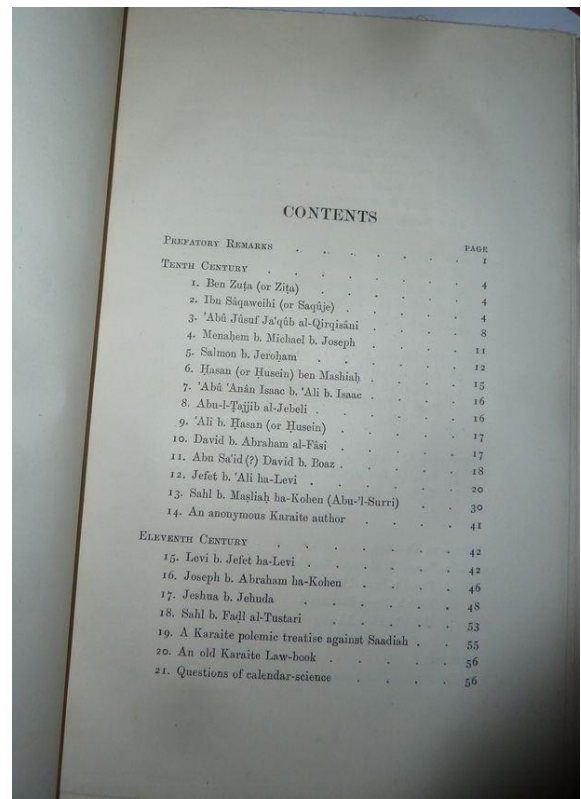 CONTENTS
PAGE
PREFATORY REMARKS . . . . . . 1
TENTH CENTURY . . . . . . 4
1. Ben Zuṭa (or Ziṭa) . . . . . 4
2. Ibn Sâqaweihi (or Saqûje) . . . . 4
3. 'Abû Jûsuf Ja'qûb al-Qirqisâni . . . . 8
4. Menaḥem b. Michael b. Joseph . . . . 11
5. Salmon b. Jeroḥam . . . . . 12
6. Ḥasan (or Ḥusein) ben Mashiaḥ . . . . 15
7. 'Abû 'Anân Isaac b. 'Ali b. Isaac . . . . 16
8. Abu-l-Ṭajjib al-Jebeli . . . . . 16
9. 'Ali b. Ḥasan (or Ḥusein) . . . . . 17
10. David b. Abraham al-Fâsi . . . . . 17
11. Abu Sa'id (?) David b. Boaz . . . . . 18
12. Jefet b. 'Ali ha-Levi . . . . . 20
13. Sahl b. Maṣliaḥ ha-Kohen (Abu-'l-Surri) . . 30
14. An anonymous Karaite author . . . . 41
ELEVENTH CENTURY . . . . . . 42
15. Levi b. Jefet ha-Levi . . . . . 42
16. Joseph b. Abraham ha-Kohen . . . . 46
17. Jeshua b. Jehuda . . . . . 48
18. Sahl b. Faḍl al-Tustari . . . . . 53
19. A Karaite polemic treatise against Saadiah . . 55
20. An old Karaite Law-book . . . . . 56
21. Questions of calendar-science . . . . 56